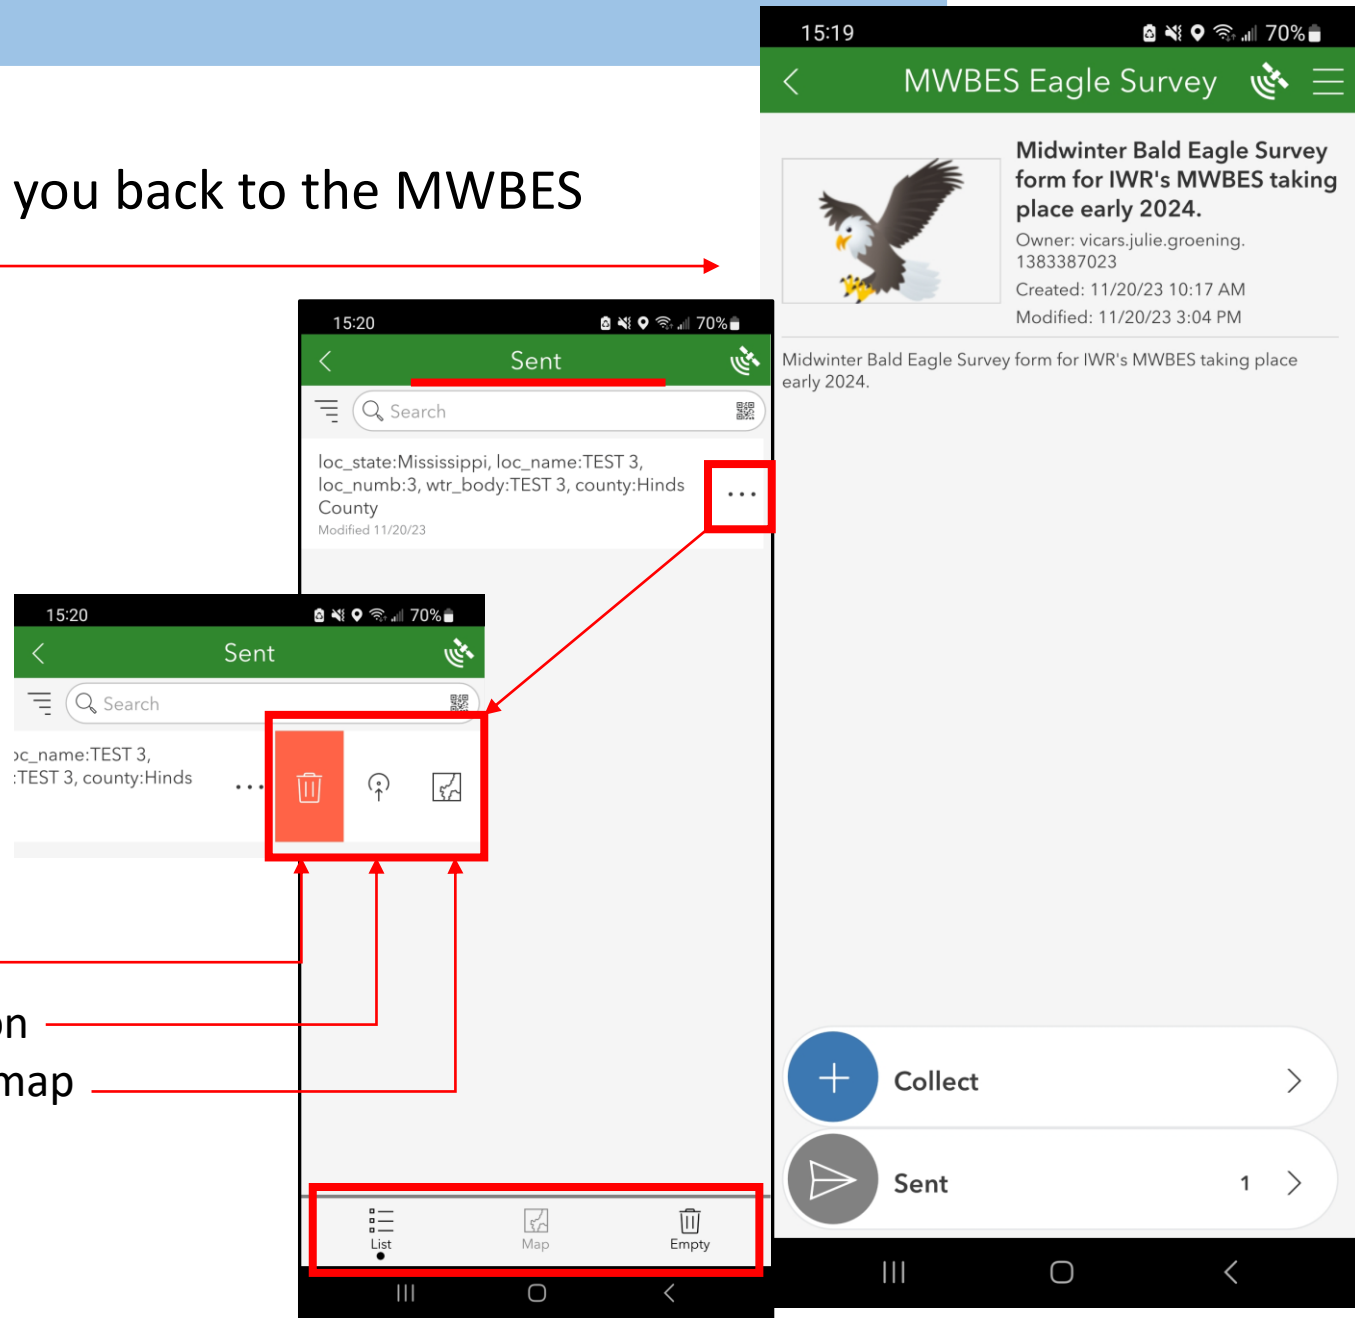 you back to the MWBES
15:19
70%
MWBES Eagle Survey
Midwinter Bald Eagle Survey
form for IWR's MWBES taking
place early 2024.
Owner: vicars.julie.groening.
1383387023
Created: 11/20/23 10:17 AM
Modified: 11/20/23 3:04 PM
Midwinter Bald Eagle Survey form for IWR's MWBES taking place
early 2024.
Collect
Sent 1
15:20
70%
Sent
Search
loc_state:Mississippi, loc_name:TEST 3,
loc_numb:3, wtr_body:TEST 3, county:Hinds
County
Modified 11/20/23
List Map Empty
15:20
70%
Sent
Search
oc_name:TEST 3,
:TEST 3, county:Hinds
on
map